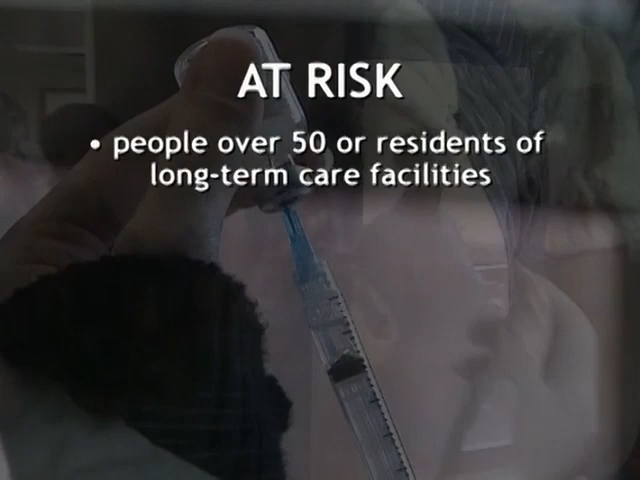 AT RISK
• people over 50 or residents of
long-term care facilities